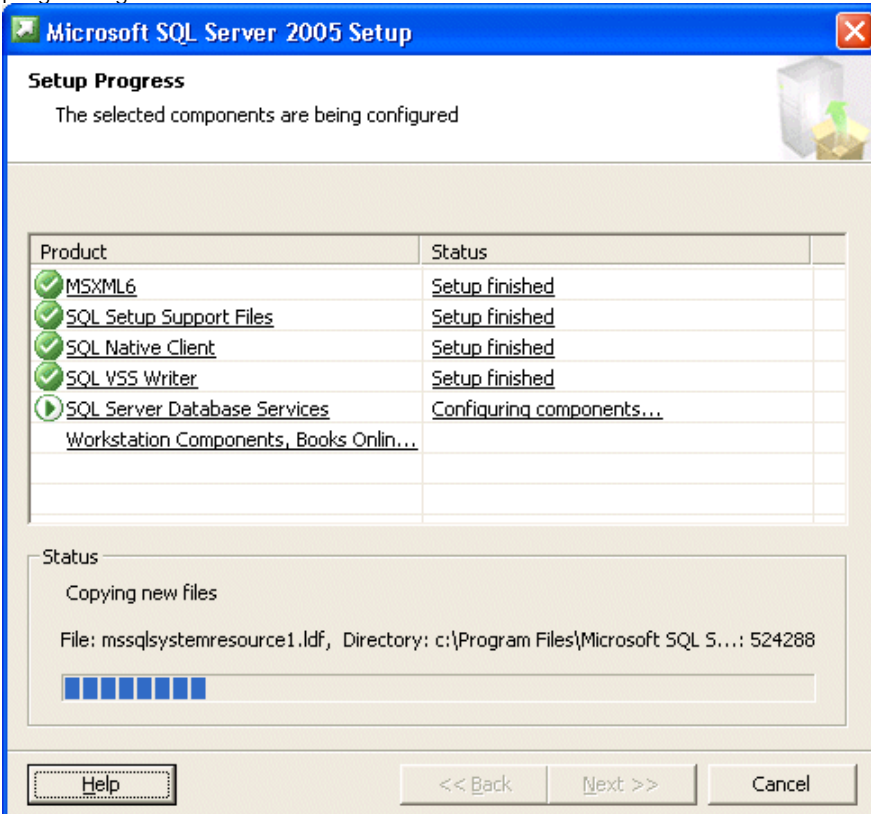 Microsoft SQL Server 2005 Setup
Setup Progress
The selected components are being configured
Product Status
MSXML6 Setup finished
SQL Setup Support Files Setup finished
SQL Native Client Setup finished
SQL VSS Writer Setup finished
SQL Server Database Services Configuring components...
Workstation Components, Books Onlin...
Status
Copying new files
File: mssqlsystemresource1.ldf, Directory: c:\Program Files\Microsoft SQL S...: 524288
Help << Back Next >> Cancel